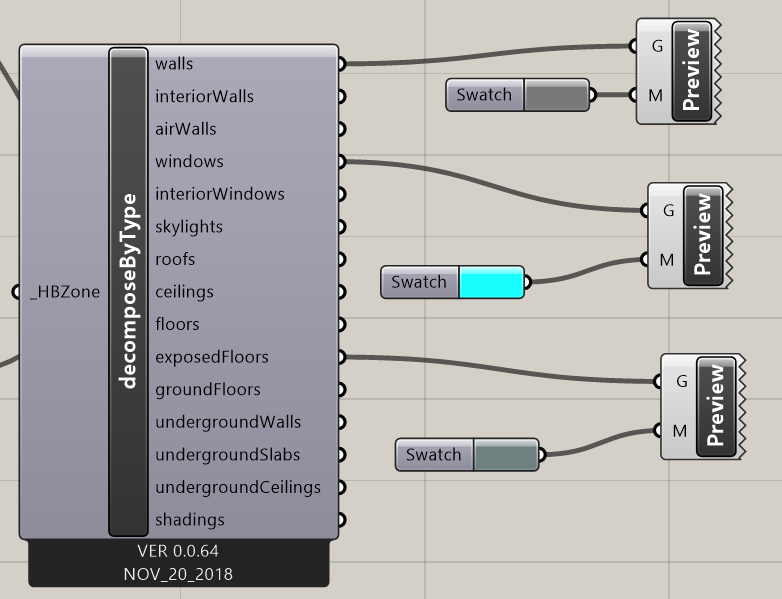 _HBZone
decomposeByType
walls
interiorWalls
airWalls
windows
interiorWindows
skylights
roofs
ceilings
floors
exposedFloors
groundFloors
undergroundWalls
undergroundSlabs
undergroundCeilings
shadings
VER 0.0.64
NOV_20_2018
Swatch
G
M
Preview
Swatch
G
M
Preview
Swatch
G
M
Preview